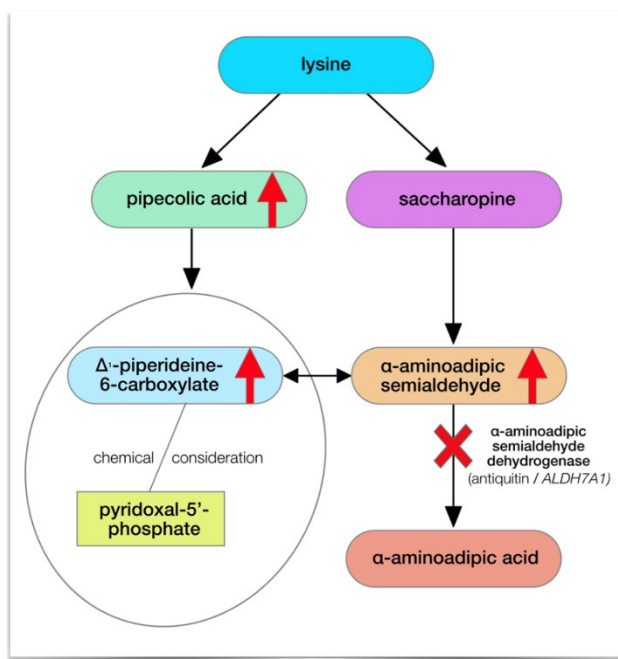 lysine
pipecolic acid
saccharopine
Δ¹-piperideine-
6-carboxylate
α-aminoadipic
semialdehyde
chemical consideration
α-aminoadipic
semialdehyde
dehydrogenase
(antiquitin / ALDH7A1)
pyridoxal-5’-
phosphate
α-aminoadipic acid